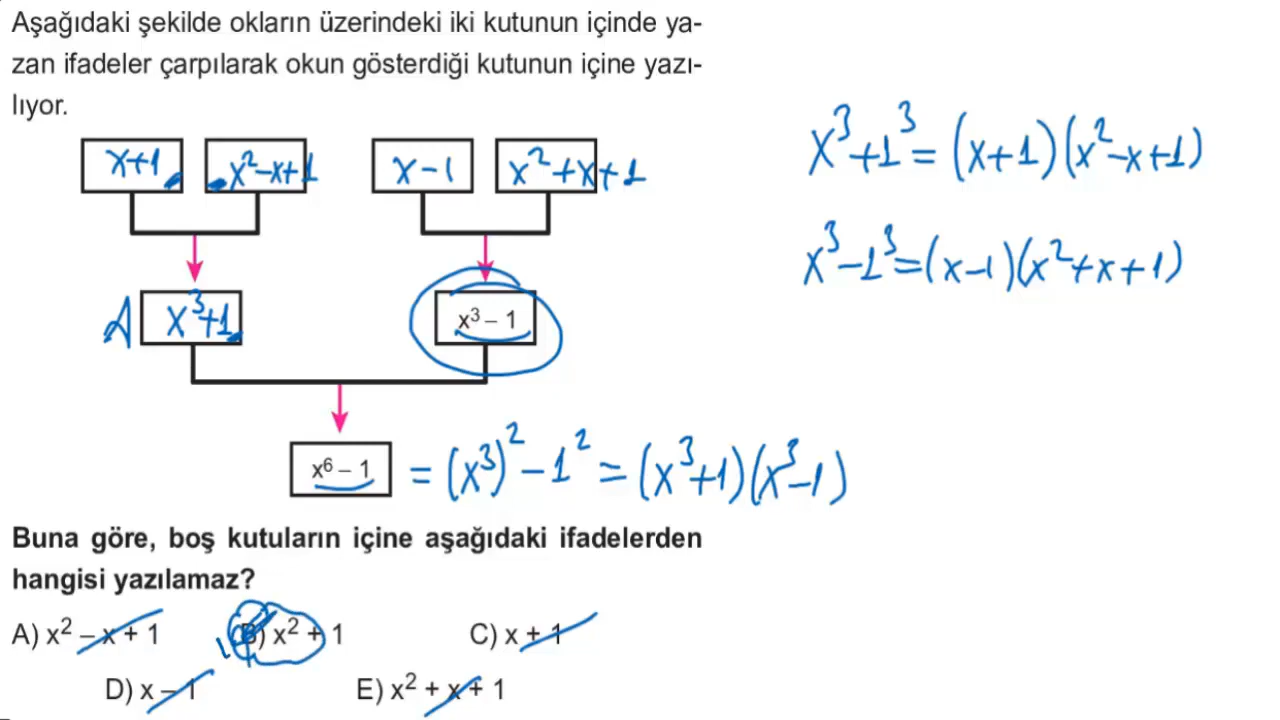 Aşağıdaki şekilde okların üzerindeki iki kutunun içinde ya-
zan ifadeler çarpılarak okun gösterdiği kutunun içine yazı-
lıyor.
x+1 x²-x+1 x-1 x²+x+1
x³+1³=(x+1)(x²-x+1)
x³-1³=(x-1)(x²+x+1)
A x³+1 x³ – 1
x⁶ – 1 = (x³)²-1² = (x³+1)(x³-1)
Buna göre, boş kutuların içine aşağıdaki ifadelerden
hangisi yazılamaz?
A) x² – x + 1 B) x² + 1 C) x + 1
D) x – 1 E) x² + x + 1